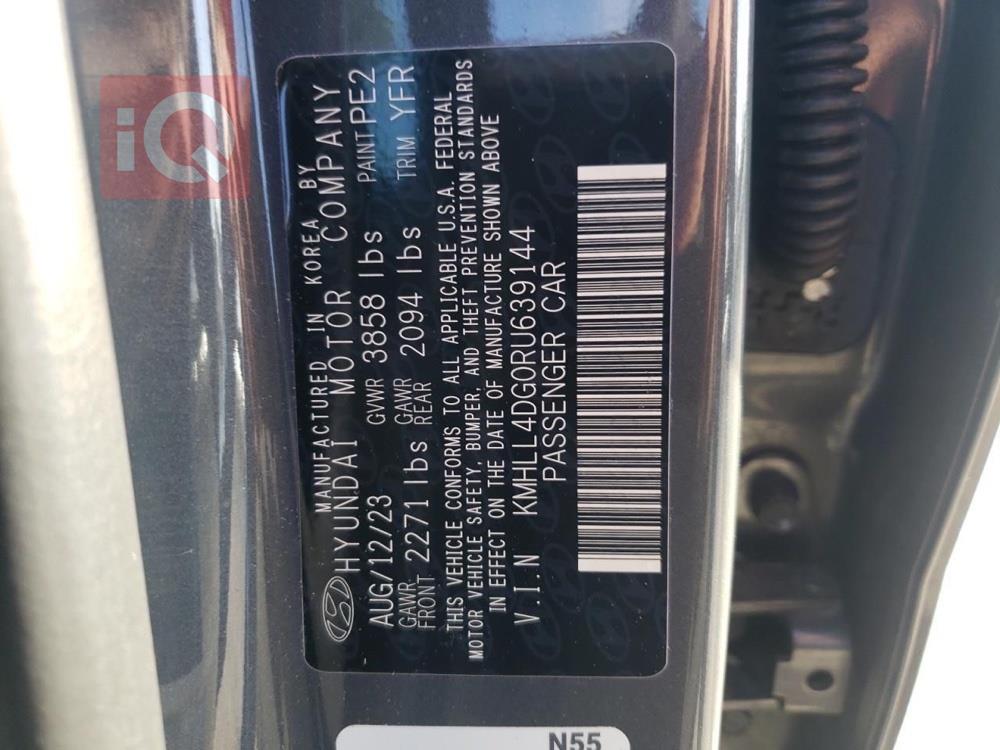 iQ
MANUFACTURED IN KOREA BY
HYUNDAI MOTOR COMPANY
AUG/12/23 GVWR 3858 lbs PAINT PE2
GAWR FRONT 2271 lbs GAWR REAR 2094 lbs TRIM YFR
THIS VEHICLE CONFORMS TO ALL APPLICABLE U.S.A. FEDERAL
MOTOR VEHICLE SAFETY, BUMPER, AND THEFT PREVENTION STANDARDS
IN EFFECT ON THE DATE OF MANUFACTURE SHOWN ABOVE
V.I.N KMHLL4DG0RU639144
PASSENGER CAR
N55